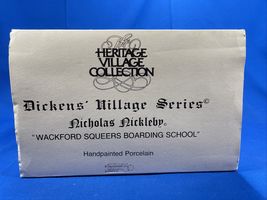 The
HERITAGE
VILLAGE
COLLECTION
Dickens' Village Series©
Nicholas Nickleby©
"WACKFORD SQUEERS BOARDING SCHOOL"
Handpainted Porcelain